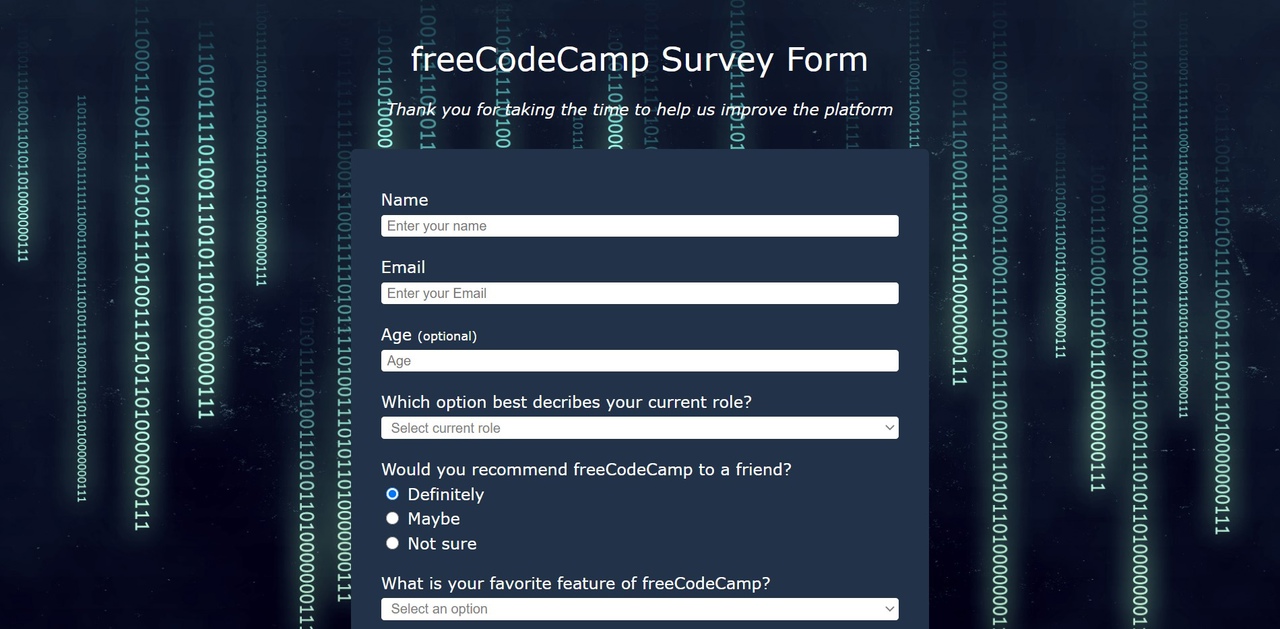 freeCodeCamp Survey Form
Thank you for taking the time to help us improve the platform
Name
Enter your name
Email
Enter your Email
Age (optional)
Age
Which option best decribes your current role?
Select current role
Would you recommend freeCodeCamp to a friend?
Definitely
Maybe
Not sure
What is your favorite feature of freeCodeCamp?
Select an option